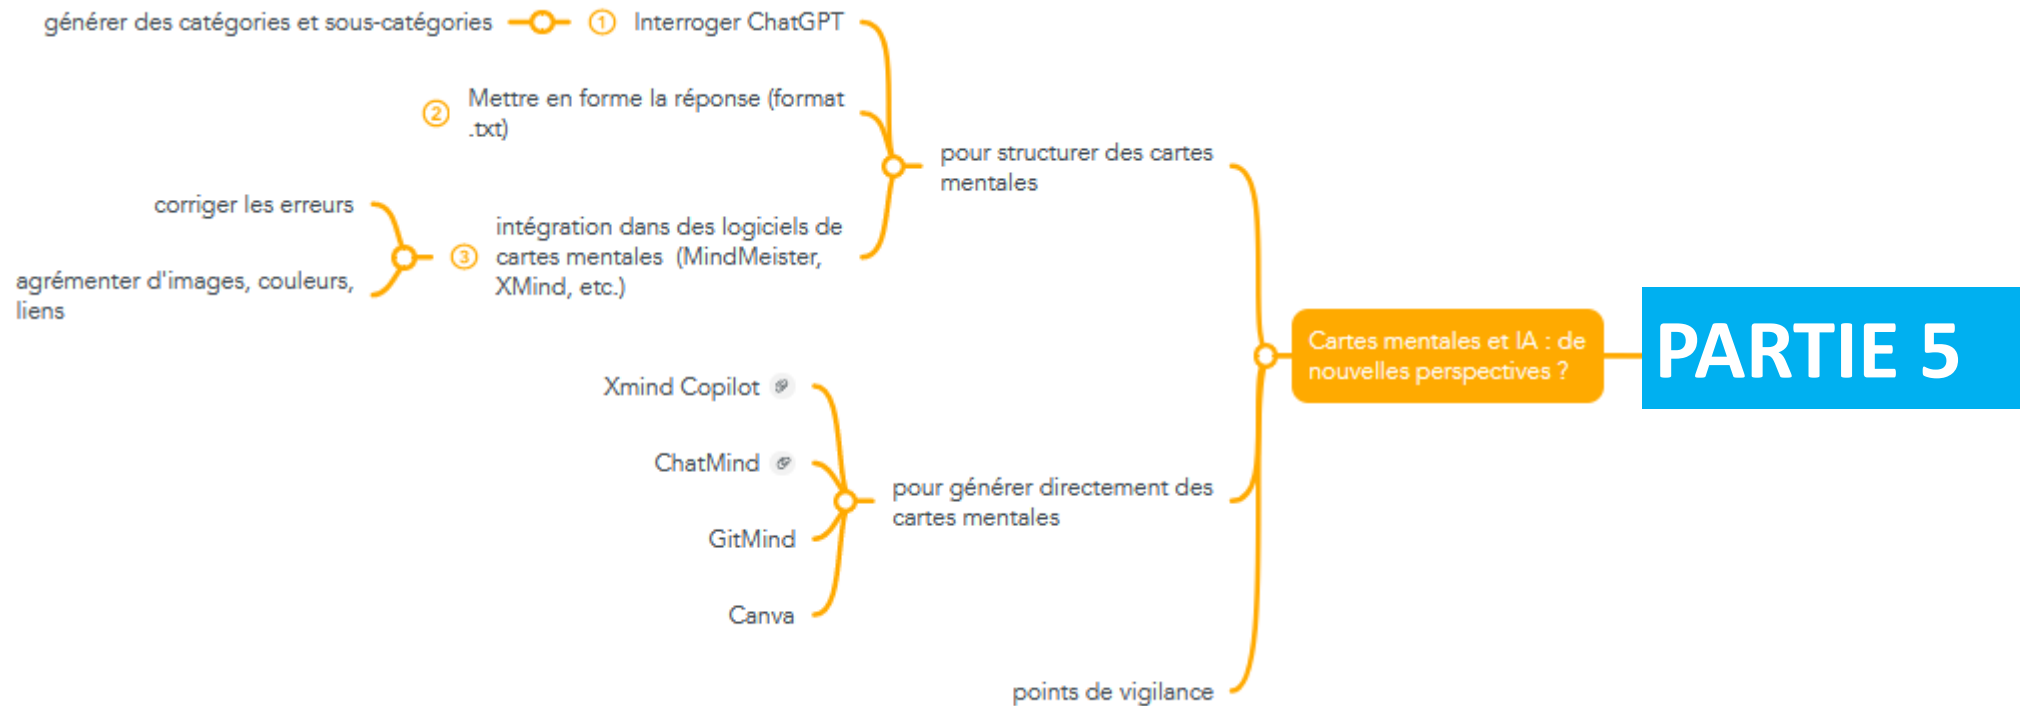 générer des catégories et sous-catégories
1 Interroger ChatGPT
2 Mettre en forme la réponse (format
.txt)
pour structurer des cartes
mentales
corriger les erreurs
agrémenter d'images, couleurs,
liens
3 intégration dans des logiciels de
cartes mentales (MindMeister,
XMind, etc.)
Cartes mentales et IA : de
nouvelles perspectives ?
PARTIE 5
Xmind Copilot
ChatMind
GitMind
Canva
pour générer directement des
cartes mentales
points de vigilance